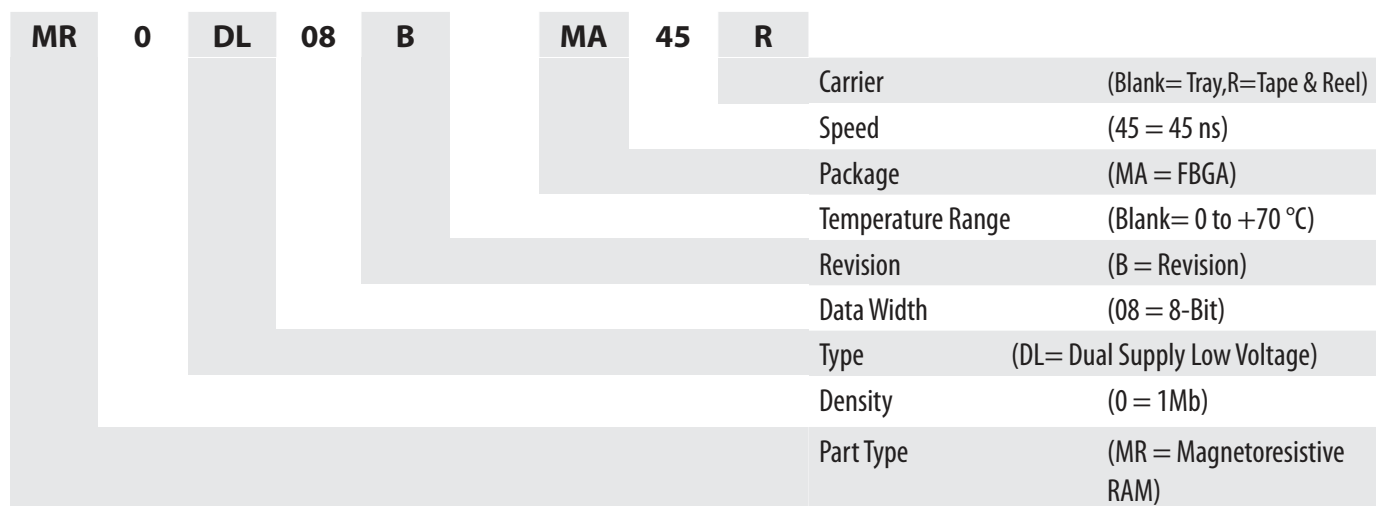 MR 0 DL 08 B MA 45 R
Carrier (Blank= Tray,R=Tape & Reel)
Speed (45 = 45 ns)
Package (MA = FBGA)
Temperature Range (Blank= 0 to +70 °C)
Revision (B = Revision)
Data Width (08 = 8-Bit)
Type (DL= Dual Supply Low Voltage)
Density (0 = 1Mb)
Part Type (MR = Magnetoresistive
RAM)